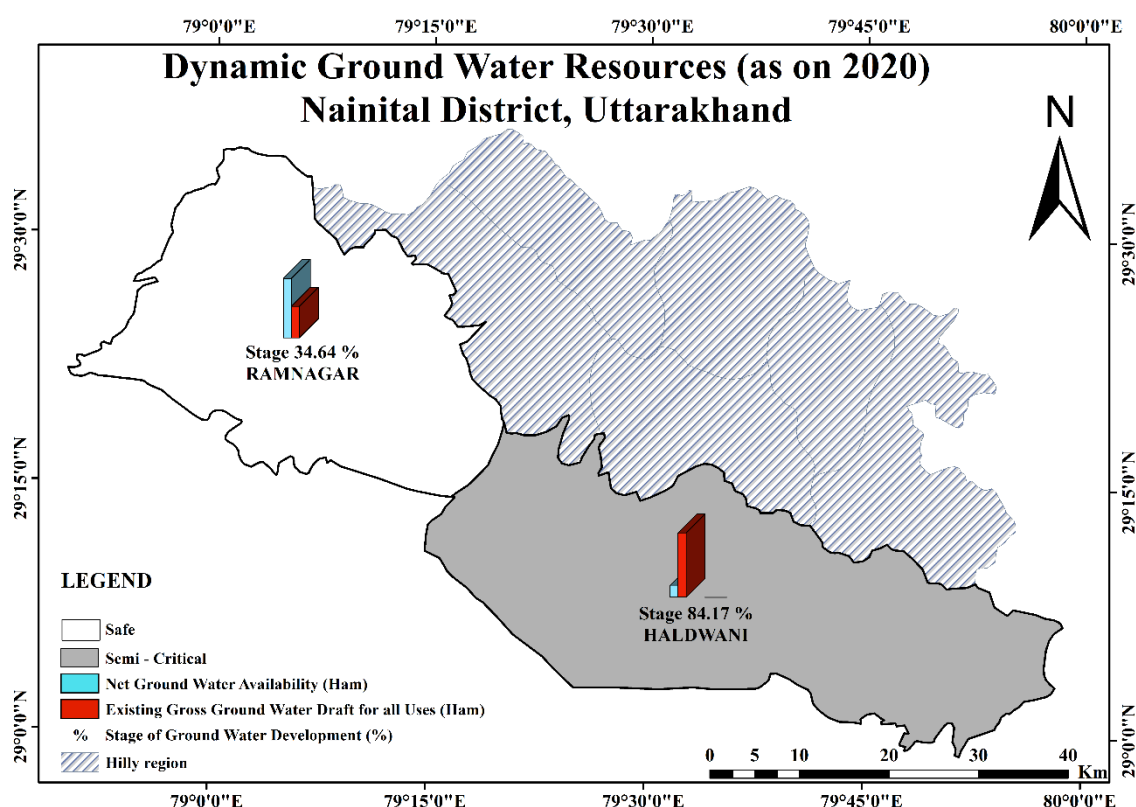 79°0'0"E 79°15'0"E 79°30'0"E 79°45'0"E 80°0'0"E
Dynamic Ground Water Resources (as on 2020)
Nainital District, Uttarakhand
N
29°30'0"N
29°30'0"N
Stage 34.64 %
RAMNAGAR
29°15'0"N
29°15'0"N
Stage 84.17 %
HALDWANI
LEGEND
Safe
Semi - Critical
Net Ground Water Availability (Ham)
Existing Gross Ground Water Draft for all Uses (Ham)
% Stage of Ground Water Development (%)
Hilly region
29°0'0"N
29°0'0"N
0 5 10 20 30 40
Km
79°0'0"E 79°15'0"E 79°30'0"E 79°45'0"E 80°0'0"E